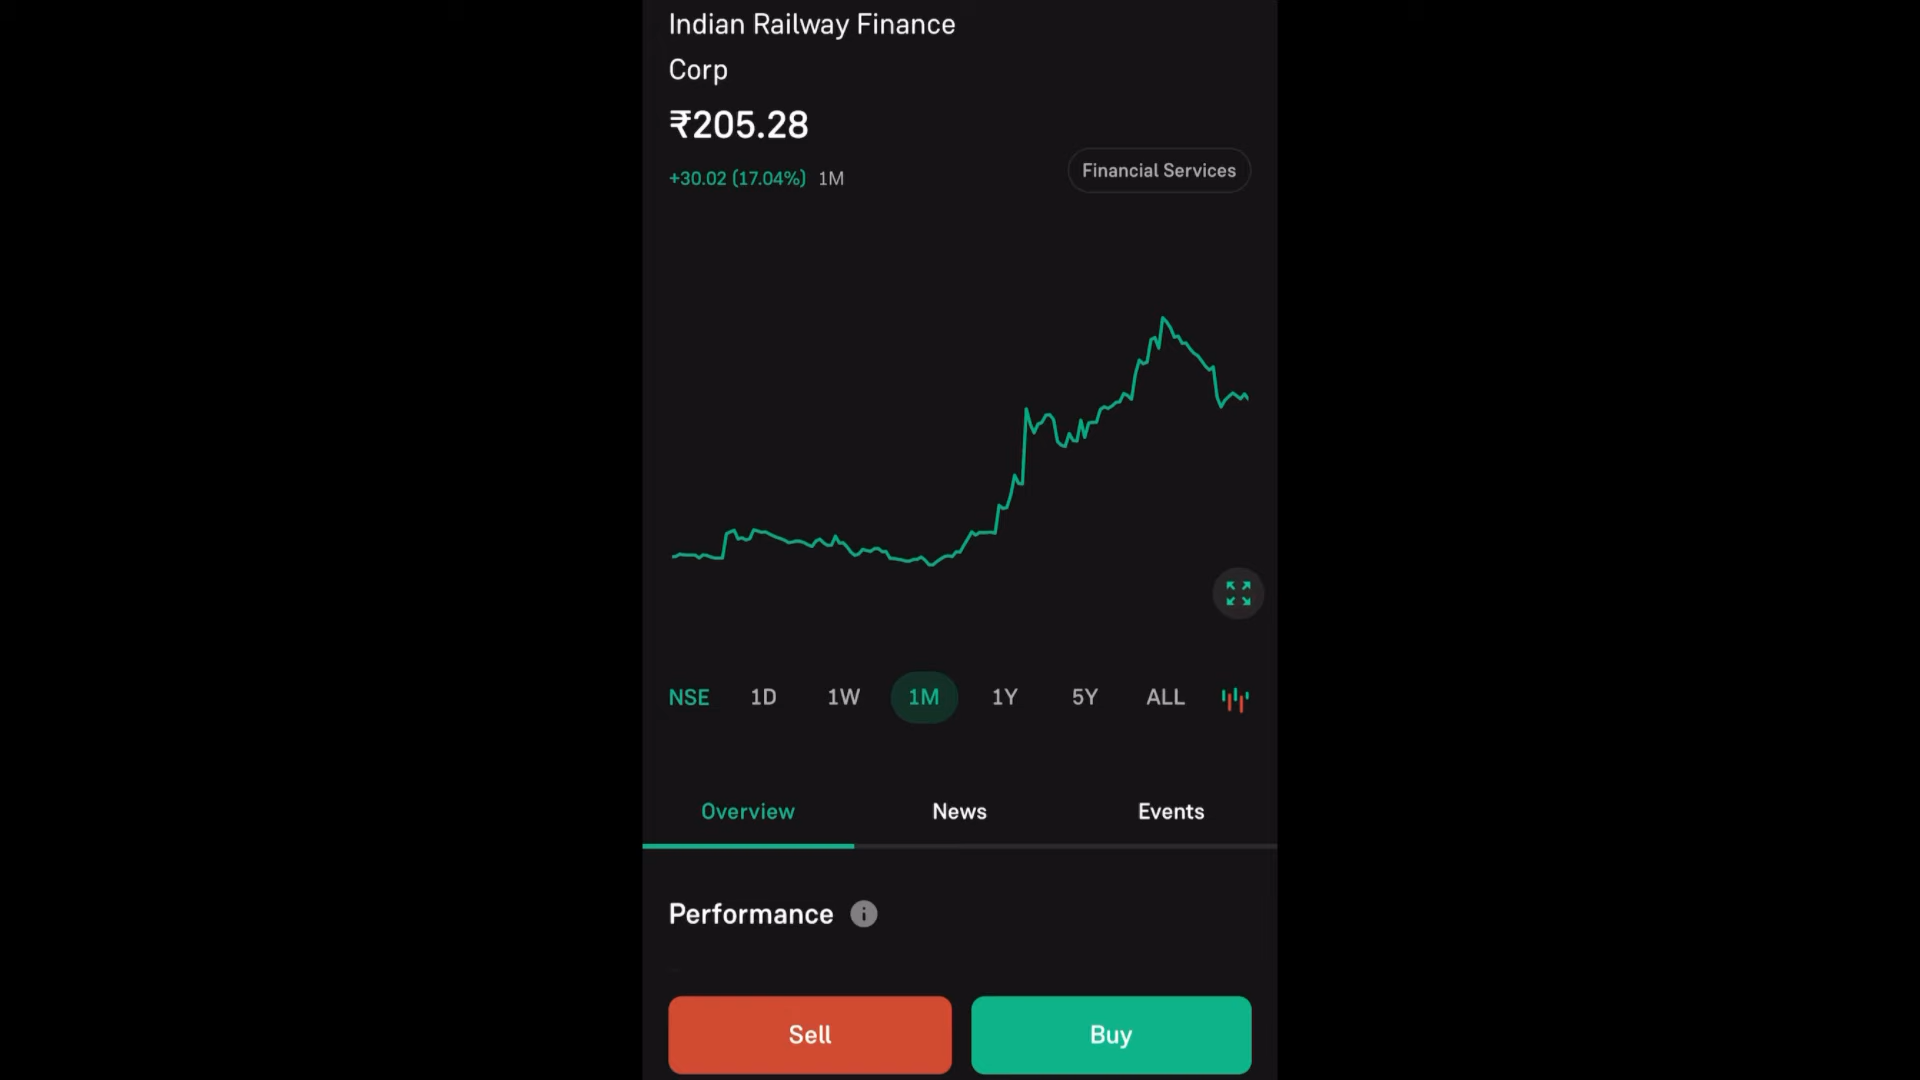 Indian Railway Finance
Corp
₹205.28
+30.02 (17.04%) 1M
Financial Services
NSE 1D 1W 1M 1Y 5Y ALL
Overview News Events
Performance
Sell Buy